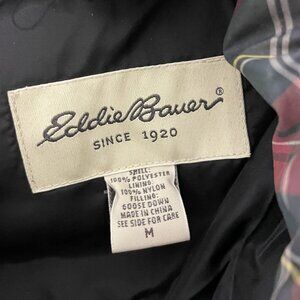 Eddie Bauer
SINCE 1920
SHELL:
100% POLYESTER
LINING:
100% NYLON
FILLING:
GOOSE DOWN
MADE IN CHINA
SEE SIDE FOR CARE
M